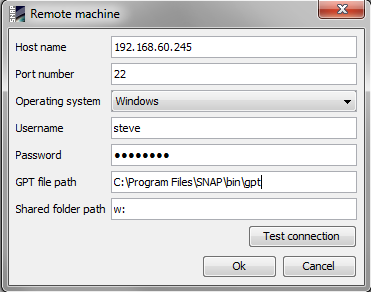 SNAP
Remote machine
Host name 192.168.60.245
Port number 22
Operating system Windows
Username steve
Password ●●●●●●●●
GPT file path C:\Program Files\SNAP\bin\gpt
Shared folder path w:
Test connection
Ok Cancel